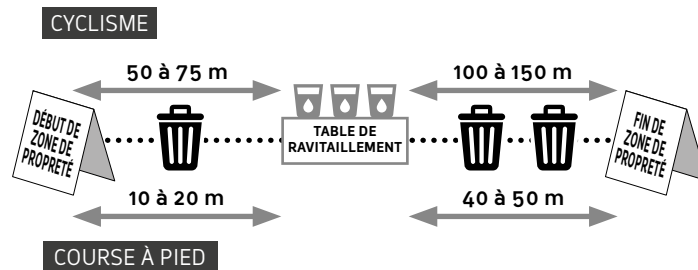 CYCLISME
50 à 75 m
100 à 150 m
DÉBUT DE
ZONE DE
PROPRETÉ
TABLE DE
RAVITAILLEMENT
FIN DE
ZONE DE
PROPRETÉ
10 à 20 m
40 à 50 m
COURSE À PIED